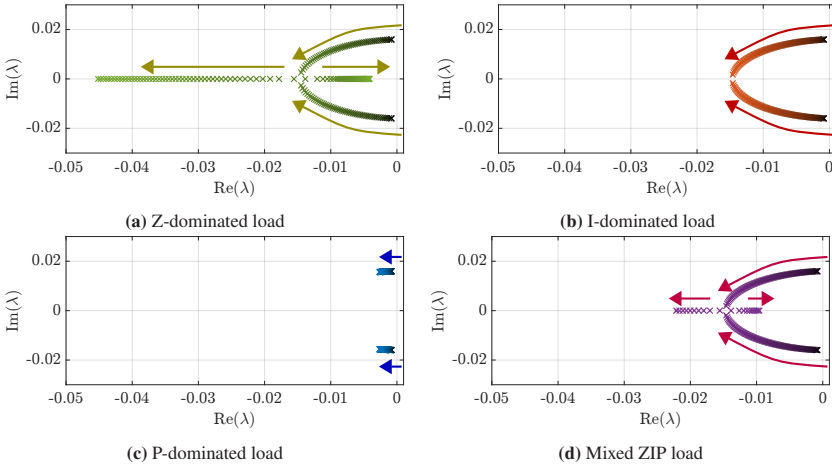 Im(λ)
0.02
0
-0.02
-0.05 -0.04 -0.03 -0.02 -0.01 0
Re(λ)
(a) Z-dominated load
Im(λ)
0.02
0
-0.02
-0.05 -0.04 -0.03 -0.02 -0.01 0
Re(λ)
(b) I-dominated load
Im(λ)
0.02
0
-0.02
-0.05 -0.04 -0.03 -0.02 -0.01 0
Re(λ)
(c) P-dominated load
Im(λ)
0.02
0
-0.02
-0.05 -0.04 -0.03 -0.02 -0.01 0
Re(λ)
(d) Mixed ZIP load